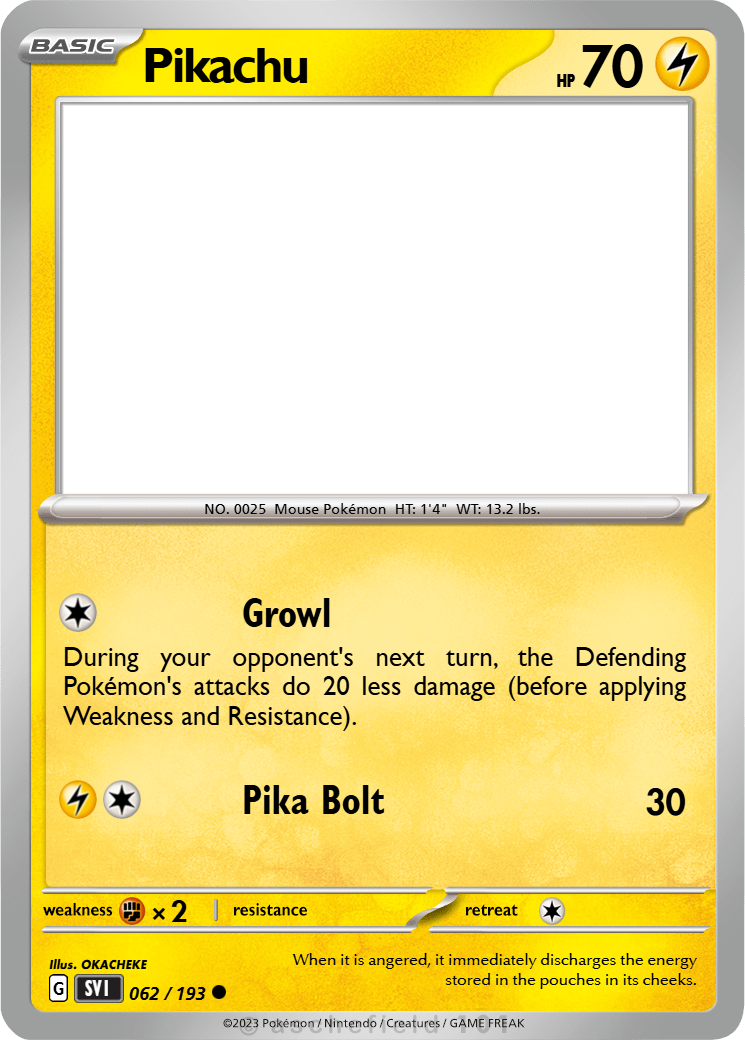 BASIC
Pikachu
HP 70
NO. 0025 Mouse Pokémon HT: 1'4" WT: 13.2 lbs.
Growl
During your opponent's next turn, the Defending
Pokémon's attacks do 20 less damage (before applying
Weakness and Resistance).
Pika Bolt 30
weakness × 2 resistance retreat
Illus. OKACHEKE
When it is angered, it immediately discharges the energy
stored in the pouches in its cheeks.
G SVI 062 / 193
©2023 Pokémon / Nintendo / Creatures / GAME FREAK